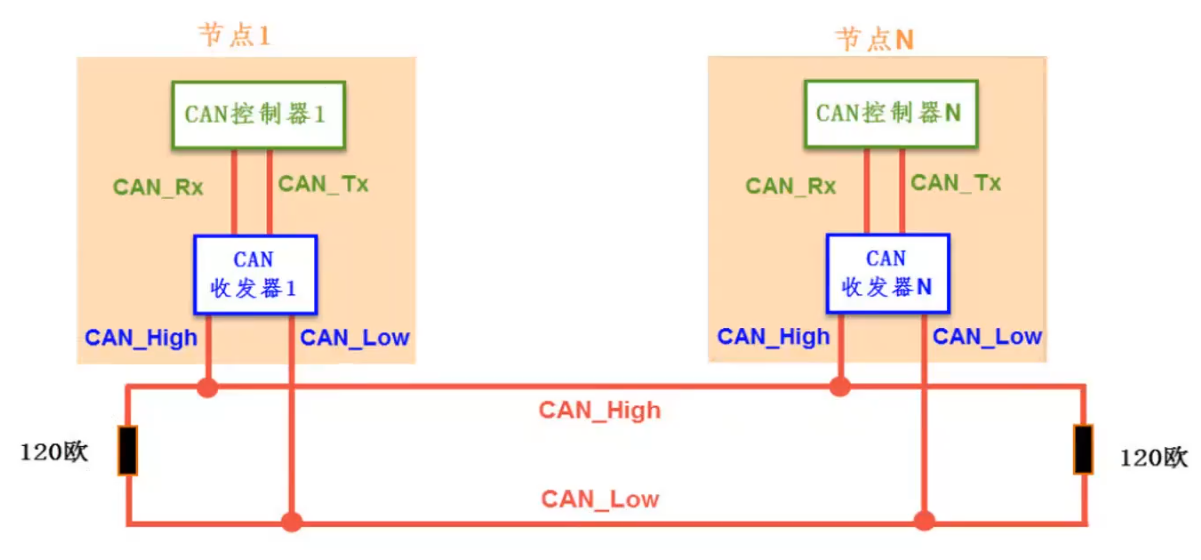 节点1
节点N
CAN控制器1
CAN控制器N
CAN_Rx
CAN_Tx
CAN_Rx
CAN_Tx
CAN
收发器1
CAN
收发器N
CAN_High
CAN_Low
CAN_High
CAN_Low
CAN_High
120欧
120欧
CAN_Low